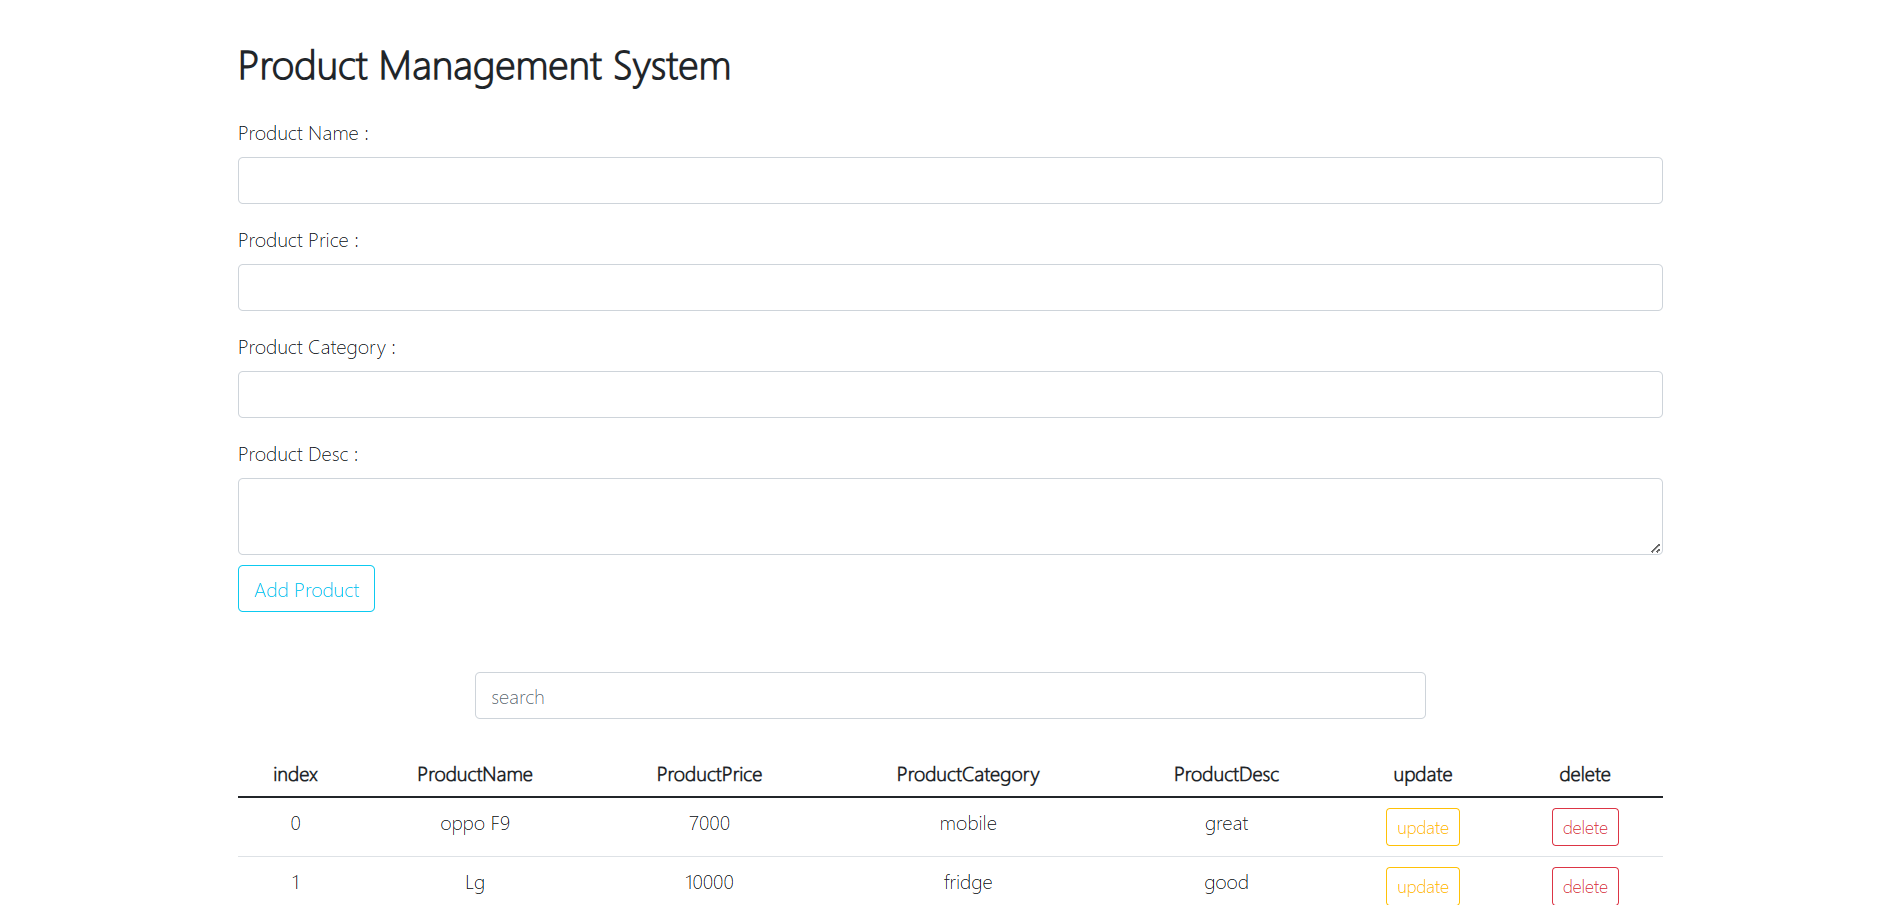 Product Management System
Product Name :
Product Price :
Product Category :
Product Desc :
Add Product
search
index ProductName ProductPrice ProductCategory ProductDesc update delete
0 oppo F9 7000 mobile great update delete
1 Lg 10000 fridge good update delete